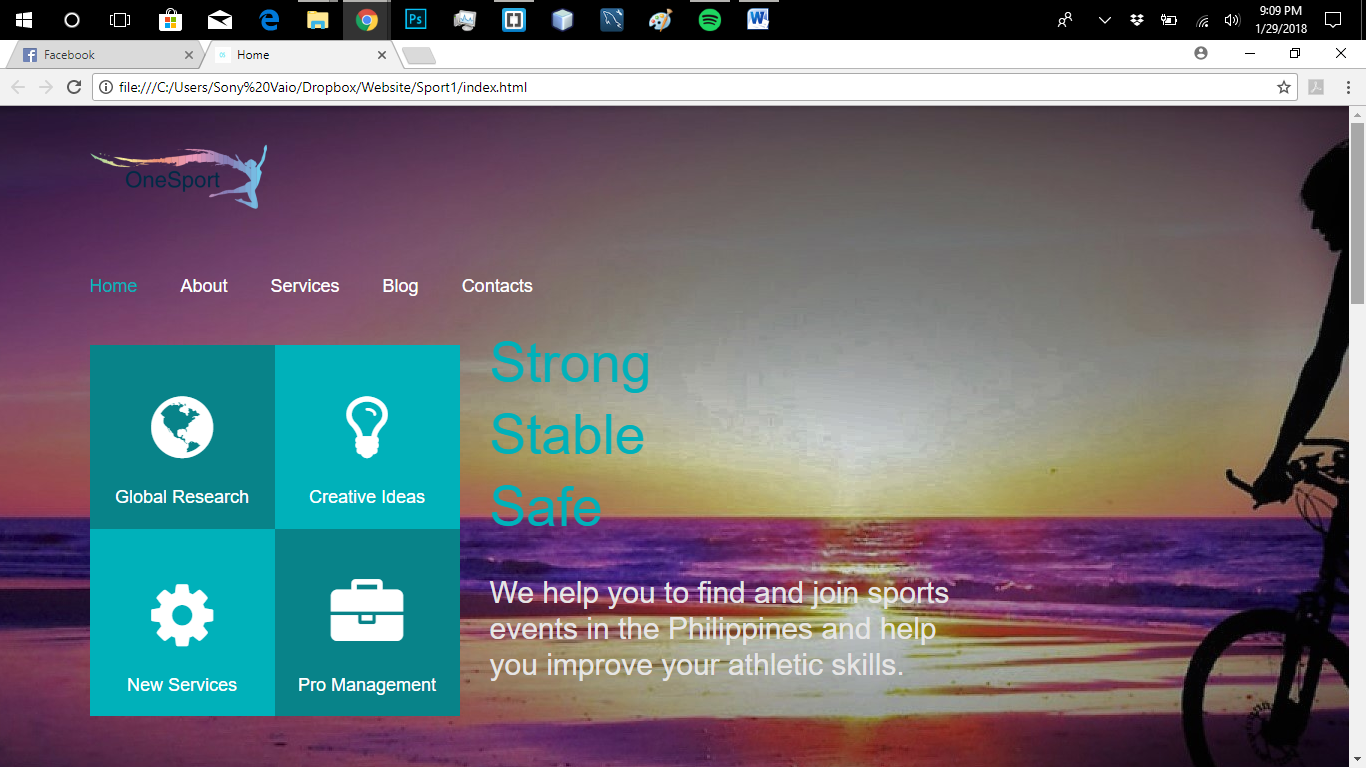 Ps
W
9:09 PM
1/29/2018
Facebook
Home
file:///C:/Users/Sony%20Vaio/Dropbox/Website/Sport1/index.html
OneSport
Home About Services Blog Contacts
Strong
Stable
Safe
Global Research Creative Ideas
We help you to find and join sports
events in the Philippines and help
you improve your athletic skills.
New Services Pro Management